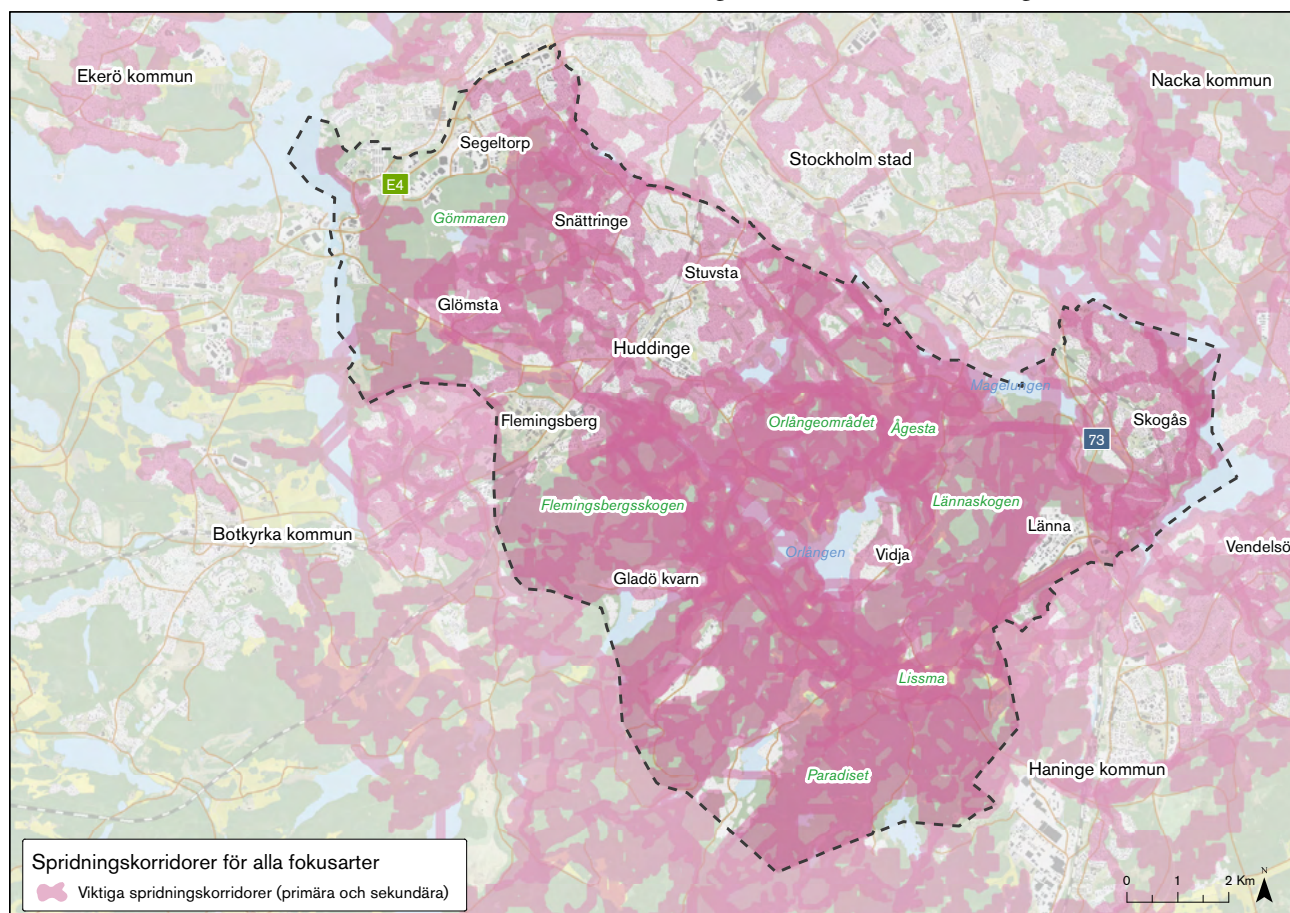 Ekerö kommun
Nacka kommun
Segeltorp
Stockholm stad
E4
Gömmaren
Snättringe
Stuvsta
Glömsta
Huddinge
Magelungen
Flemingsberg
Orlångeområdet
Ågesta
Skogås
73
Flemingsbergsskogen
Lännaskogen
Botkyrka kommun
Länna
Orlången
Vidja
Vendelsö
Gladö kvarn
Lissma
Paradiset
Haninge kommun
Spridningskorridorer för alla fokusarter
Viktiga spridningskorridorer (primära och sekundära)
N
0 1 2 Km